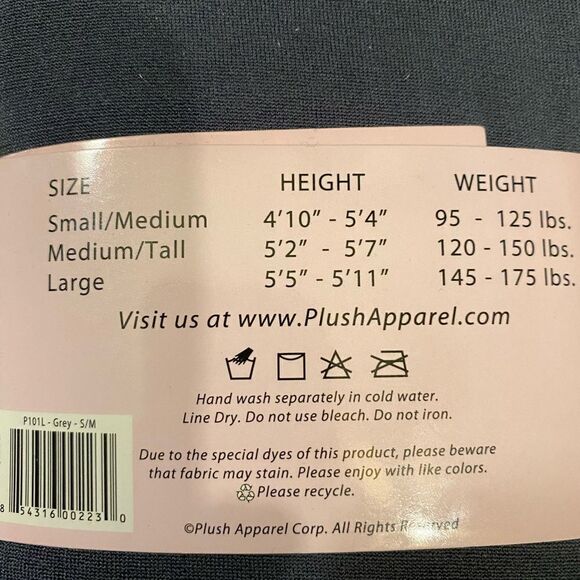 SIZE HEIGHT WEIGHT
Small/Medium 4'10" - 5'4" 95 - 125 lbs.
Medium/Tall 5'2" - 5'7" 120 - 150 lbs.
Large 5'5" - 5'11" 145 - 175 lbs.
Visit us at www.PlushApparel.com
Hand wash separately in cold water.
Line Dry. Do not use bleach. Do not iron.
P101L - Grey - S/M
Due to the special dyes of this product, please beware
that fabric may stain. Please enjoy with like colors.
Please recycle.
8 54316 00223 0
©Plush Apparel Corp. All Rights Reserved